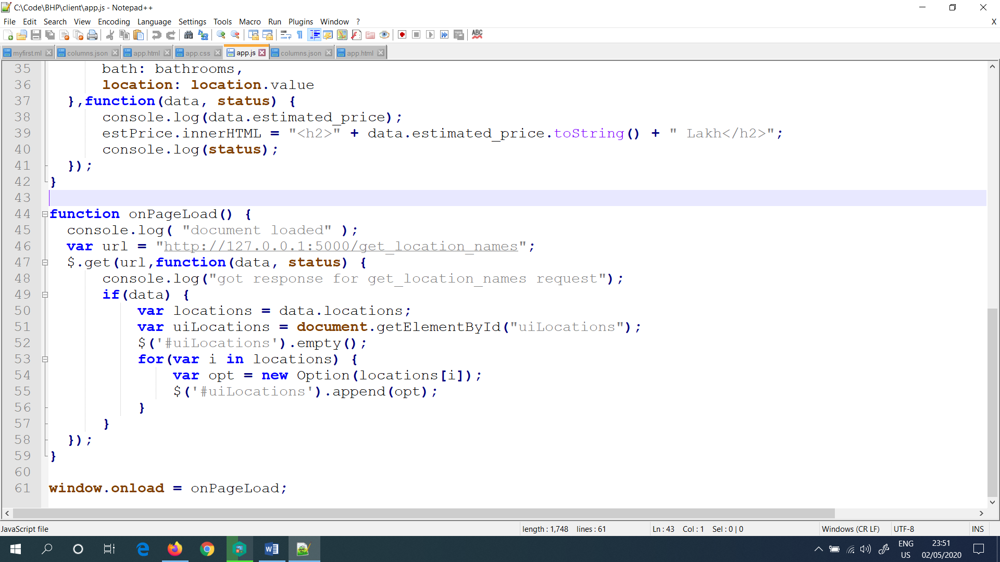 C:\Code\BHP\client\app.js - Notepad++
File Edit Search View Encoding Language Settings Tools Macro Run Plugins Window ? X
ABC
myfirst.ml columns.json app.html app.css app.js columns.json app.html
35 bath: bathrooms,
36 location: location.value
37 },function(data, status) {
38 console.log(data.estimated_price);
39 estPrice.innerHTML = "<h2>" + data.estimated_price.toString() + " Lakh</h2>";
40 console.log(status);
41 });
42 }
43
44 function onPageLoad() {
45 console.log( "document loaded" );
46 var url = "http://127.0.0.1:5000/get_location_names";
47 $.get(url,function(data, status) {
48 console.log("got response for get_location_names request");
49 if(data) {
50 var locations = data.locations;
51 var uiLocations = document.getElementById("uiLocations");
52 $('#uiLocations').empty();
53 for(var i in locations) {
54 var opt = new Option(locations[i]);
55 $('#uiLocations').append(opt);
56 }
57 }
58 });
59 }
60
61 window.onload = onPageLoad;
JavaScript file length : 1,748 lines : 61 Ln : 43 Col : 1 Sel : 0 | 0 Windows (CR LF) UTF-8 INS
ENG 23:51
US 02/05/2020